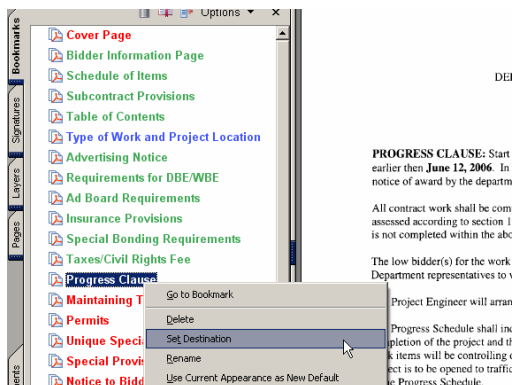 Options
Bookmarks
Signatures
Layers
Pages
Cover Page
Bidder Information Page
Schedule of Items
Subcontract Provisions
Table of Contents
Type of Work and Project Location
Advertising Notice
Requirements for DBE/WBE
Ad Board Requirements
Insurance Provisions
Special Bonding Requirements
Taxes/Civil Rights Fee
Progress Clause
Maintaining T
Permits
Unique Speci
Special Provis
Notice to Bidd
Go to Bookmark
Delete
Set Destination
Rename
Use Current Appearance as New Default
DE
PROGRESS CLAUSE: Start
earlier then June 12, 2006. In
notice of award by the departm
All contract work shall be com
assessed according to section 1
is not completed within the abo
The low bidder(s) for the work
Department representatives to v
Project Engineer will arran
Progress Schedule shall inc
pletion of the project and th
k items will be controlling o
ect is to be opened to traffic
e Progress Schedule.